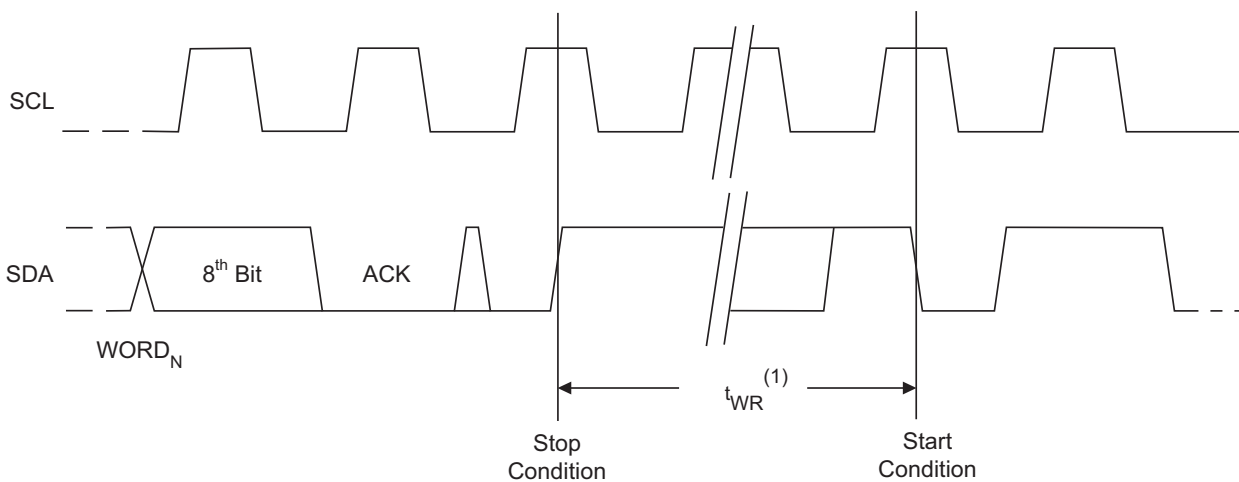 SCL
SDA
8th Bit
ACK
WORDN
tWR(1)
Stop
Condition
Start
Condition